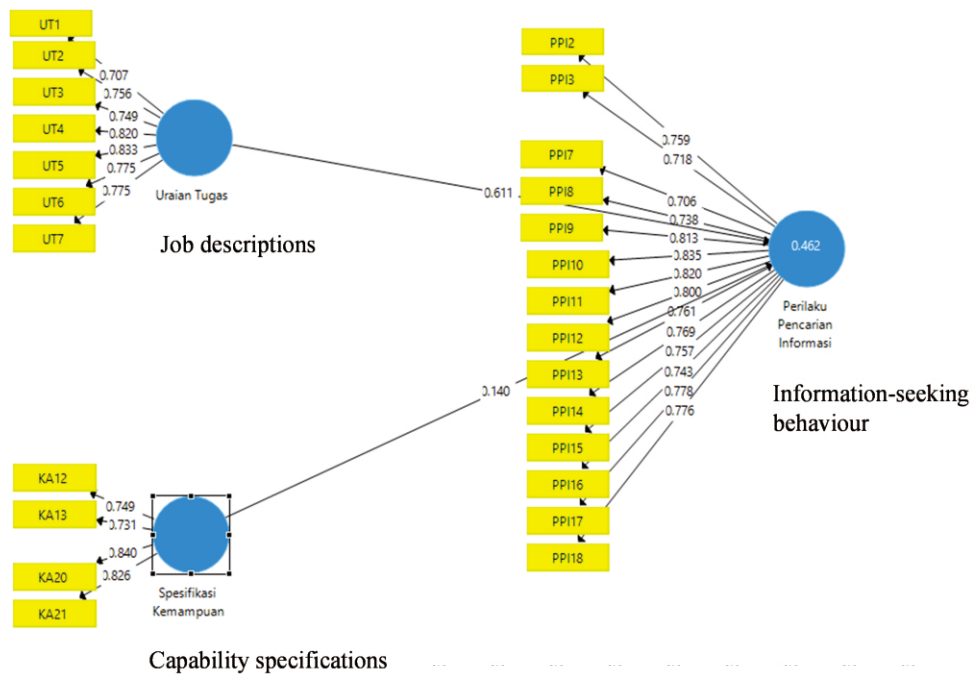 UT1
UT2
UT3
UT4
UT5
UT6
UT7
0.707
0.756
0.749
0.820
0.833
0.775
0.775
Uraian Tugas
Job descriptions
0.611
KA12
KA13
KA20
KA21
0.749
0.731
0.840
0.826
Spesifikasi
Kemampuan
Capability specifications
0.140
PPI2
PPI3
PPI7
PPI8
PPI9
PPI10
PPI11
PPI12
PPI13
PPI14
PPI15
PPI16
PPI17
PPI18
0.759
0.718
0.706
0.738
0.813
0.835
0.820
0.800
0.761
0.769
0.757
0.743
0.778
0.776
0.462
Perilaku
Pencarian
Informasi
Information-seeking
behaviour